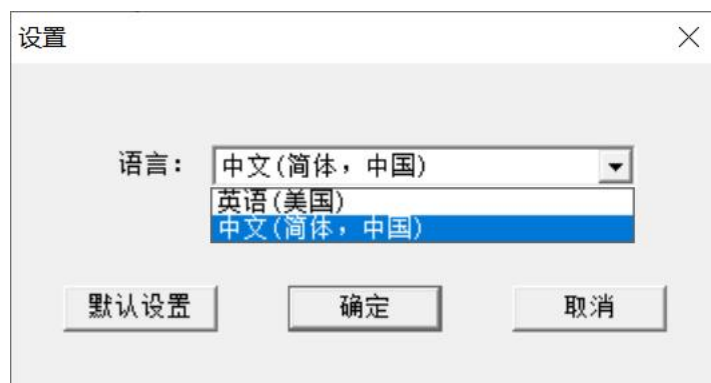 设置
语言： 中文(简体，中国)
英语(美国)
中文(简体，中国)
默认设置 确定 取消